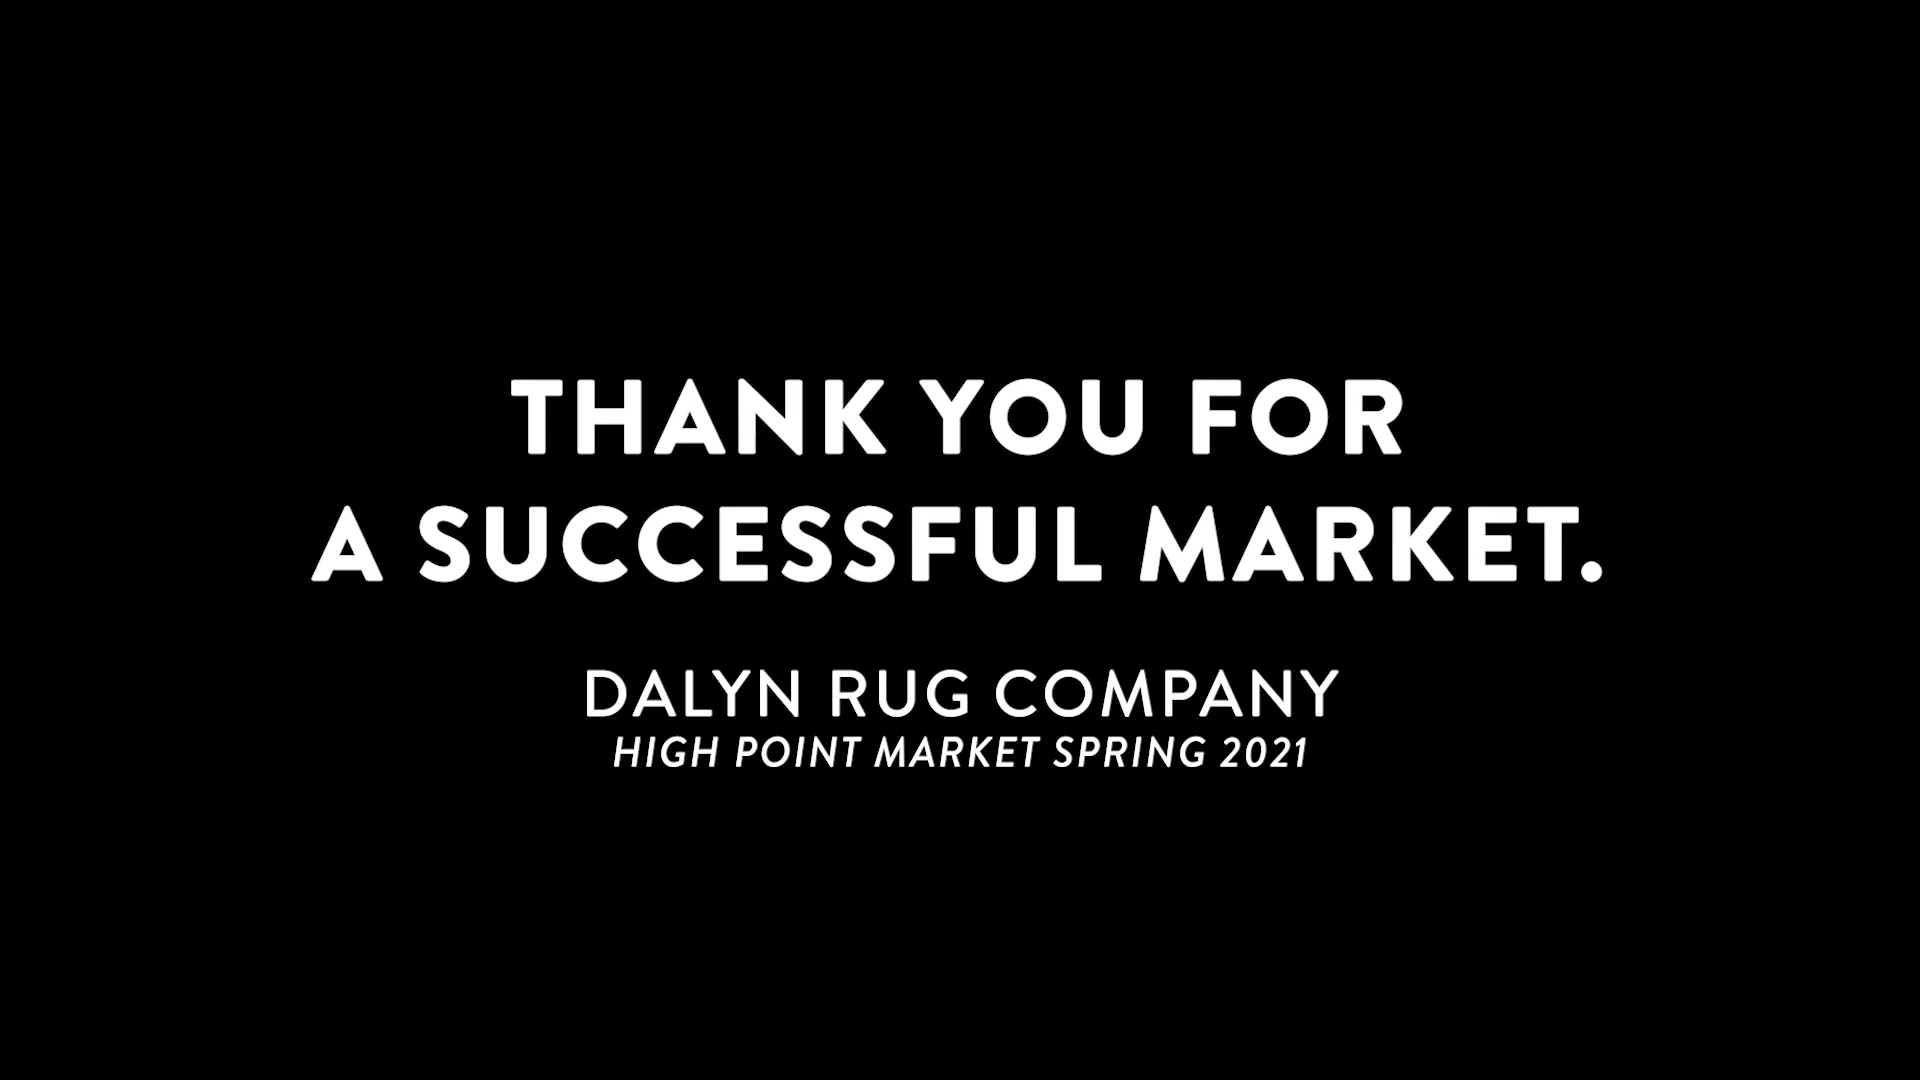 THANK YOU FOR
A SUCCESSFUL MARKET.
DALYN RUG COMPANY
HIGH POINT MARKET SPRING 2021